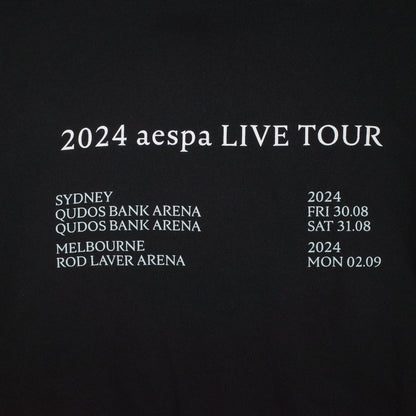 2024 aespa LIVE TOUR
SYDNEY 2024
QUDOS BANK ARENA FRI 30.08
QUDOS BANK ARENA SAT 31.08
MELBOURNE 2024
ROD LAVER ARENA MON 02.09